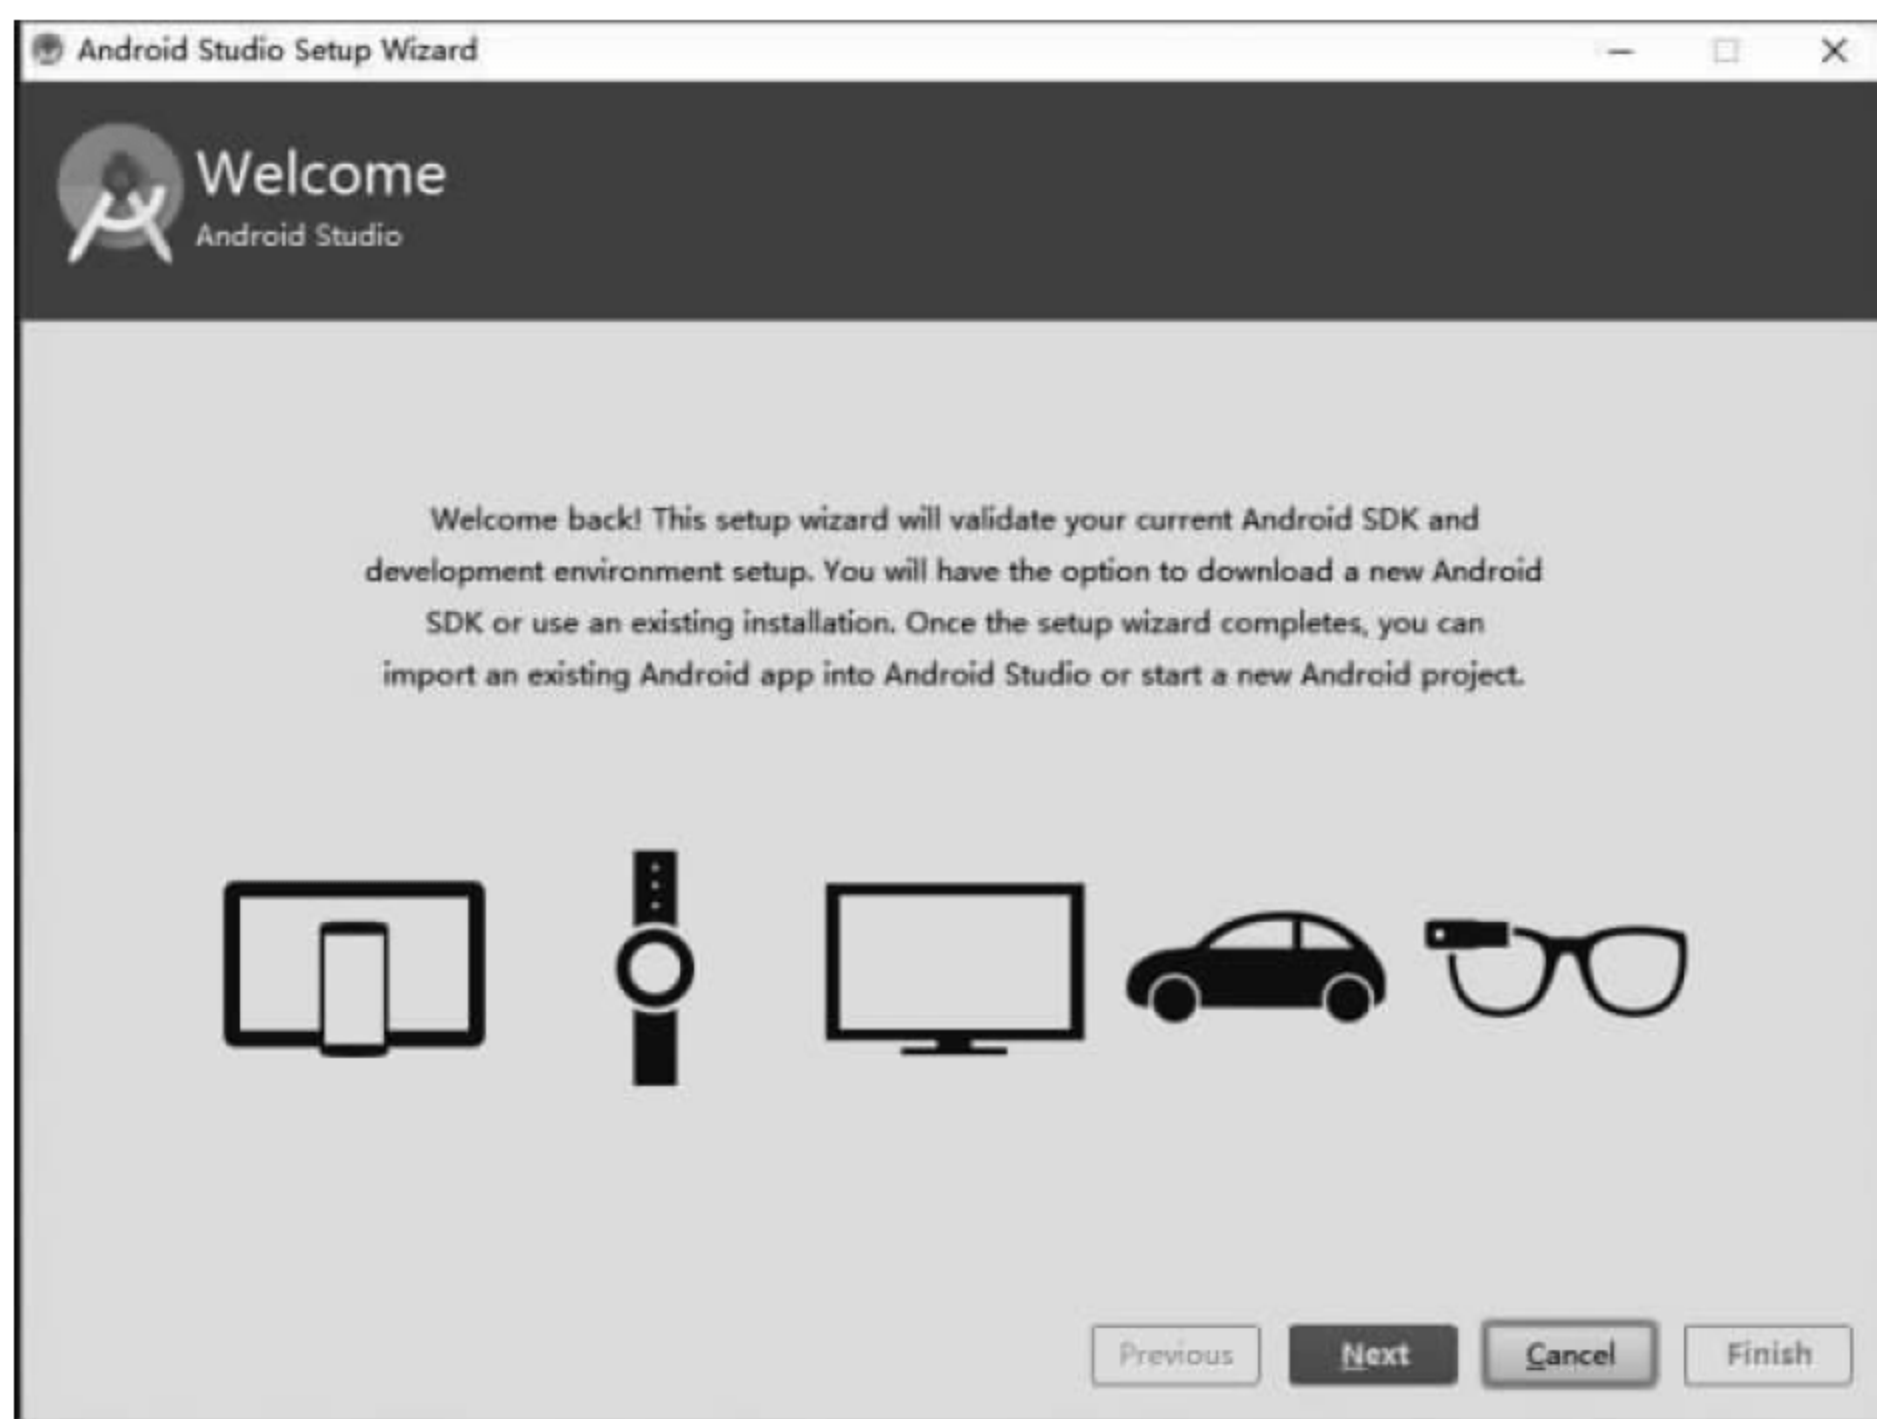 Android Studio Setup Wizard
Welcome
Android Studio
Welcome back! This setup wizard will validate your current Android SDK and
development environment setup. You will have the option to download a new Android
SDK or use an existing installation. Once the setup wizard completes, you can
import an existing Android app into Android Studio or start a new Android project.
Previous Next Cancel Finish